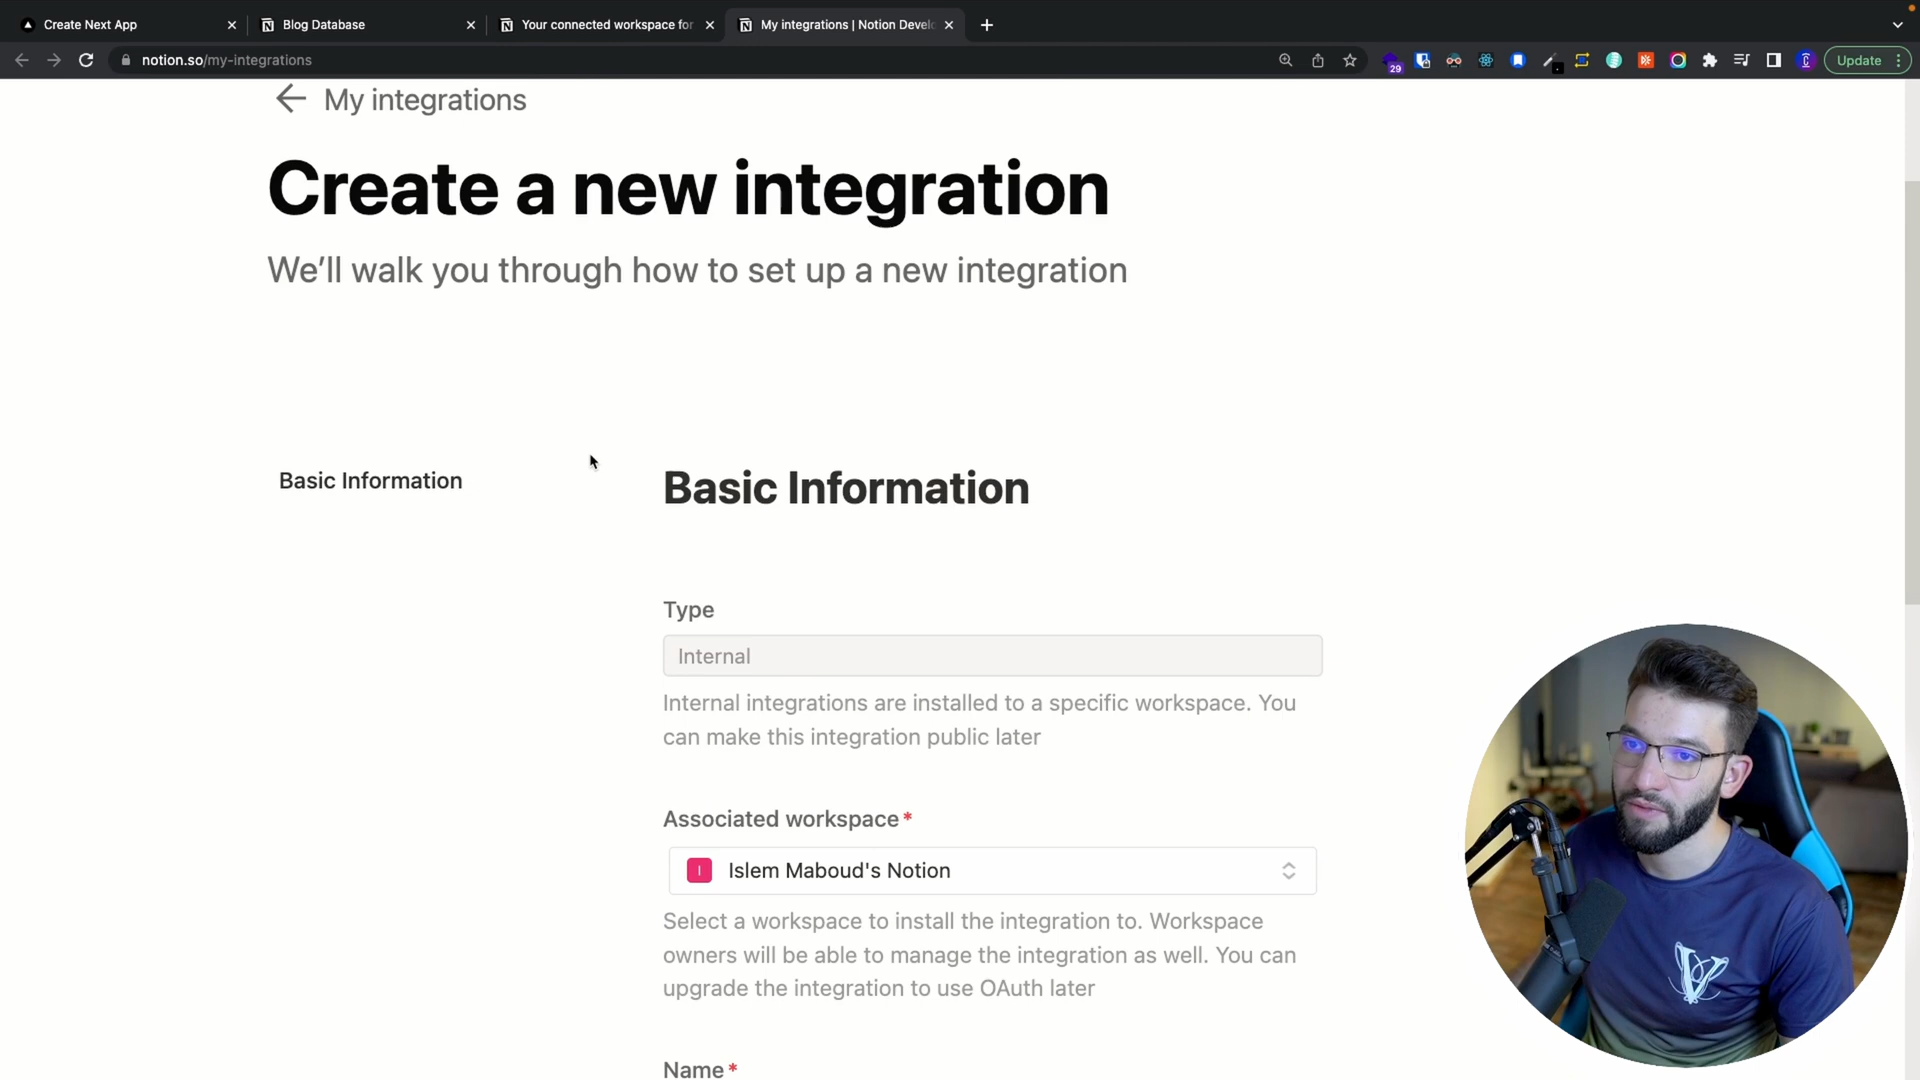 Create Next App
Blog Database
Your connected workspace for
My integrations | Notion Develo
notion.so/my-integrations
29
Update
My integrations
Create a new integration
We'll walk you through how to set up a new integration
Basic Information
Basic Information
Type
Internal
Internal integrations are installed to a specific workspace. You
can make this integration public later
Associated workspace*
I
Islem Maboud's Notion
Select a workspace to install the integration to. Workspace
owners will be able to manage the integration as well. You can
upgrade the integration to use OAuth later
Name*